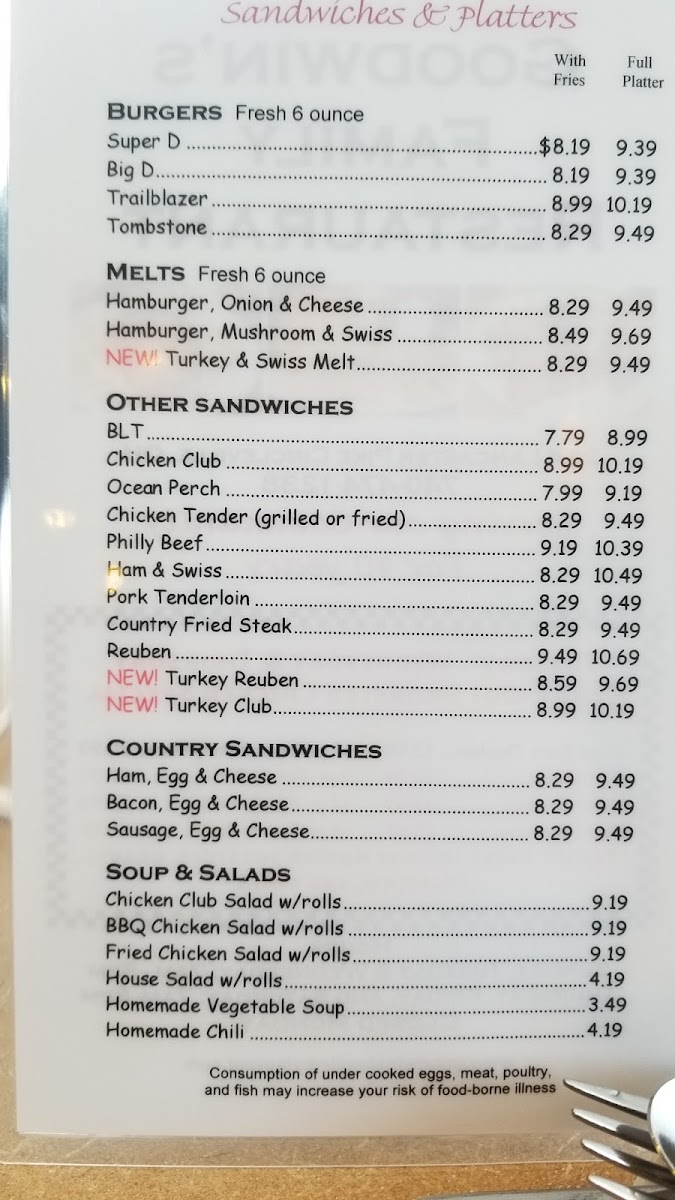 Sandwiches & Platters
With Full
Fries Platter
BURGERS Fresh 6 ounce
Super D $8.19 9.39
Big D 8.19 9.39
Trailblazer 8.99 10.19
Tombstone 8.29 9.49
MELTS Fresh 6 ounce
Hamburger, Onion & Cheese 8.29 9.49
Hamburger, Mushroom & Swiss 8.49 9.69
NEW! Turkey & Swiss Melt 8.29 9.49
OTHER SANDWICHES
BLT 7.79 8.99
Chicken Club 8.99 10.19
Ocean Perch 7.99 9.19
Chicken Tender (grilled or fried) 8.29 9.49
Philly Beef 9.19 10.39
Ham & Swiss 8.29 10.49
Pork Tenderloin 8.29 9.49
Country Fried Steak 8.29 9.49
Reuben 9.49 10.69
NEW! Turkey Reuben 8.59 9.69
NEW! Turkey Club 8.99 10.19
COUNTRY SANDWICHES
Ham, Egg & Cheese 8.29 9.49
Bacon, Egg & Cheese 8.29 9.49
Sausage, Egg & Cheese 8.29 9.49
SOUP & SALADS
Chicken Club Salad w/rolls 9.19
BBQ Chicken Salad w/rolls 9.19
Fried Chicken Salad w/rolls 9.19
House Salad w/rolls 4.19
Homemade Vegetable Soup 3.49
Homemade Chili 4.19
Consumption of under cooked eggs, meat, poultry,
and fish may increase your risk of food-borne illness